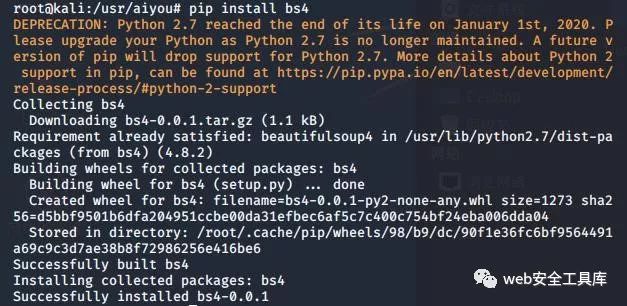 root@kali:/usr/aiyou# pip install bs4
DEPRECATION: Python 2.7 reached the end of its life on January 1st, 2020. P
lease upgrade your Python as Python 2.7 is no longer maintained. A future v
ersion of pip will drop support for Python 2.7. More details about Python 2
 support in pip, can be found at https://pip.pypa.io/en/latest/development/
release-process/#python-2-support
Collecting bs4
  Downloading bs4-0.0.1.tar.gz (1.1 kB)
Requirement already satisfied: beautifulsoup4 in /usr/lib/python2.7/dist-pa
ckages (from bs4) (4.8.2)
Building wheels for collected packages: bs4
  Building wheel for bs4 (setup.py) ... done
  Created wheel for bs4: filename=bs4-0.0.1-py2-none-any.whl size=1273 sha2
56=d5bbf9501b6dfa204951ccbe00da31efbec6af5c7c400c754bf24eba006dda04
  Stored in directory: /root/.cache/pip/wheels/98/b9/dc/90f1e36fc6bf9564491
a69c9c3d7ae38b8f72986256e416be6
Successfully built bs4
Installing collected packages: bs4
Successfully installed bs4-0.0.1
web安全工具库